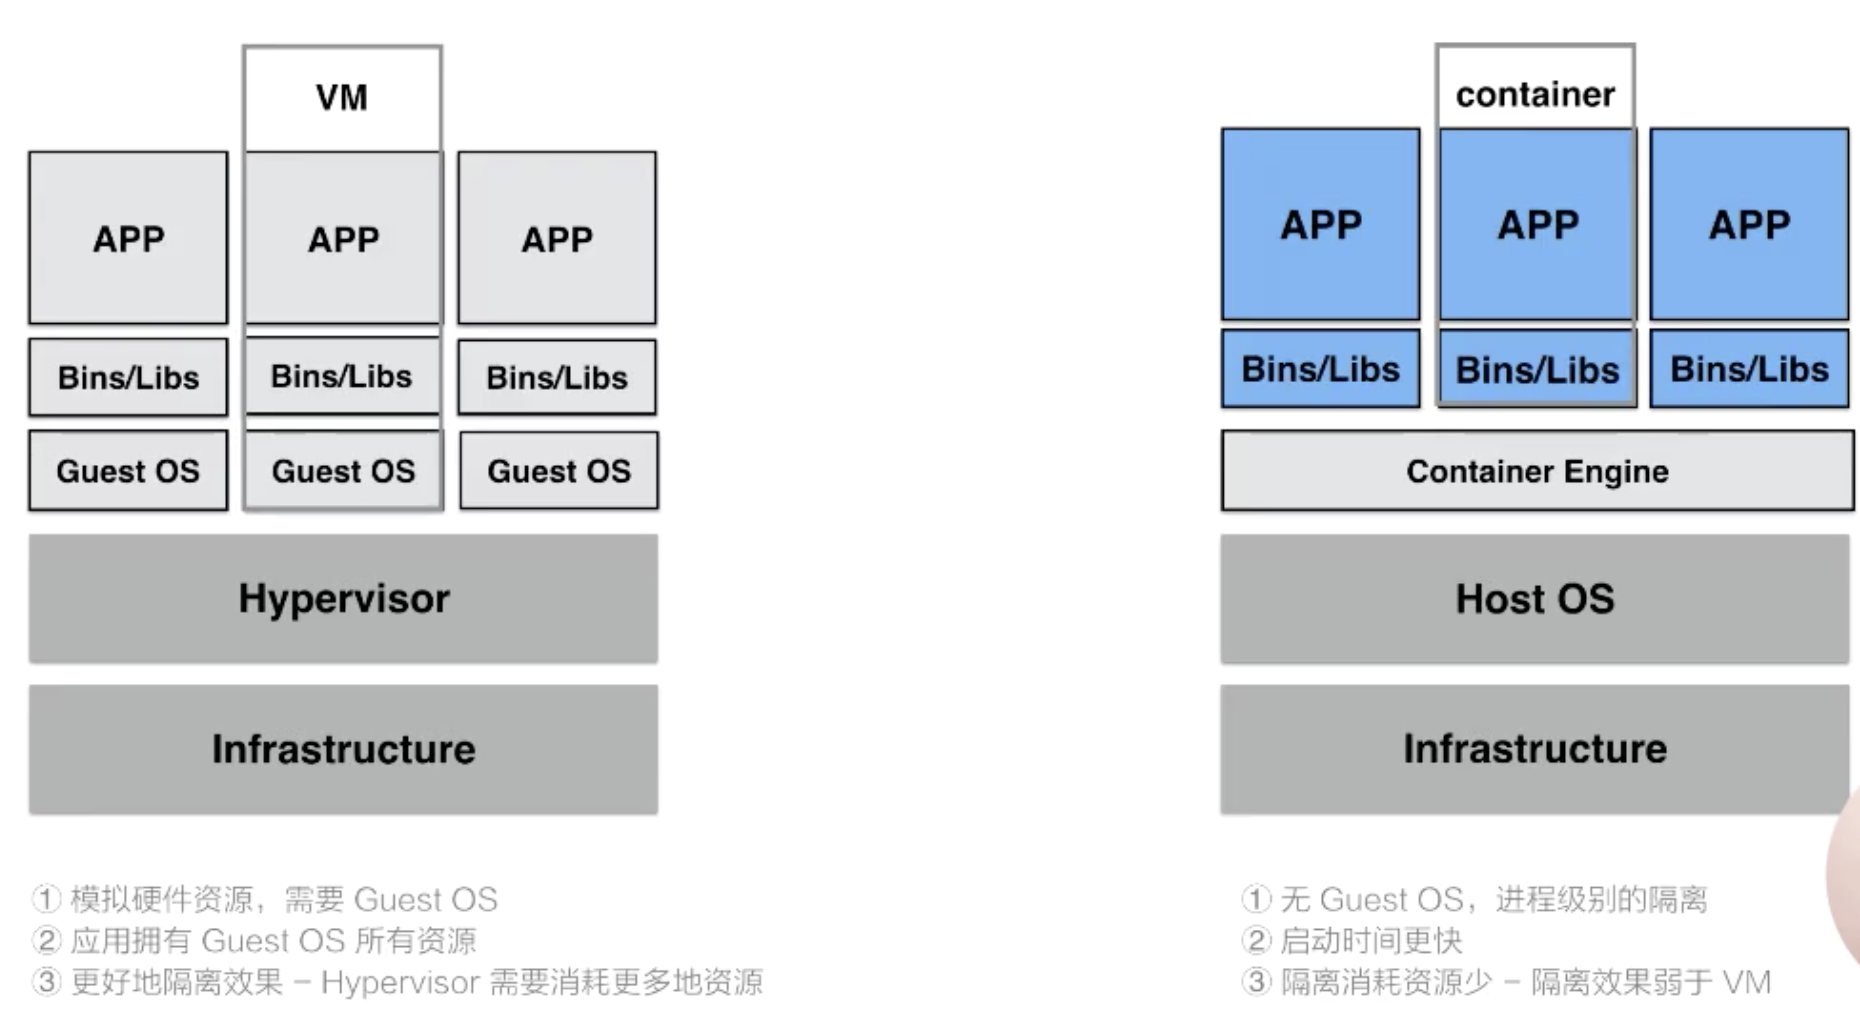 VM
APP
APP
APP
Bins/Libs
Bins/Libs
Bins/Libs
Guest OS
Guest OS
Guest OS
Hypervisor
Infrastructure
① 模拟硬件资源，需要 Guest OS
② 应用拥有 Guest OS 所有资源
③ 更好地隔离效果 – Hypervisor 需要消耗更多地资源
container
APP
APP
APP
Bins/Libs
Bins/Libs
Bins/Libs
Container Engine
Host OS
Infrastructure
① 无 Guest OS，进程级别的隔离
② 启动时间更快
③ 隔离消耗资源少 – 隔离效果弱于 VM